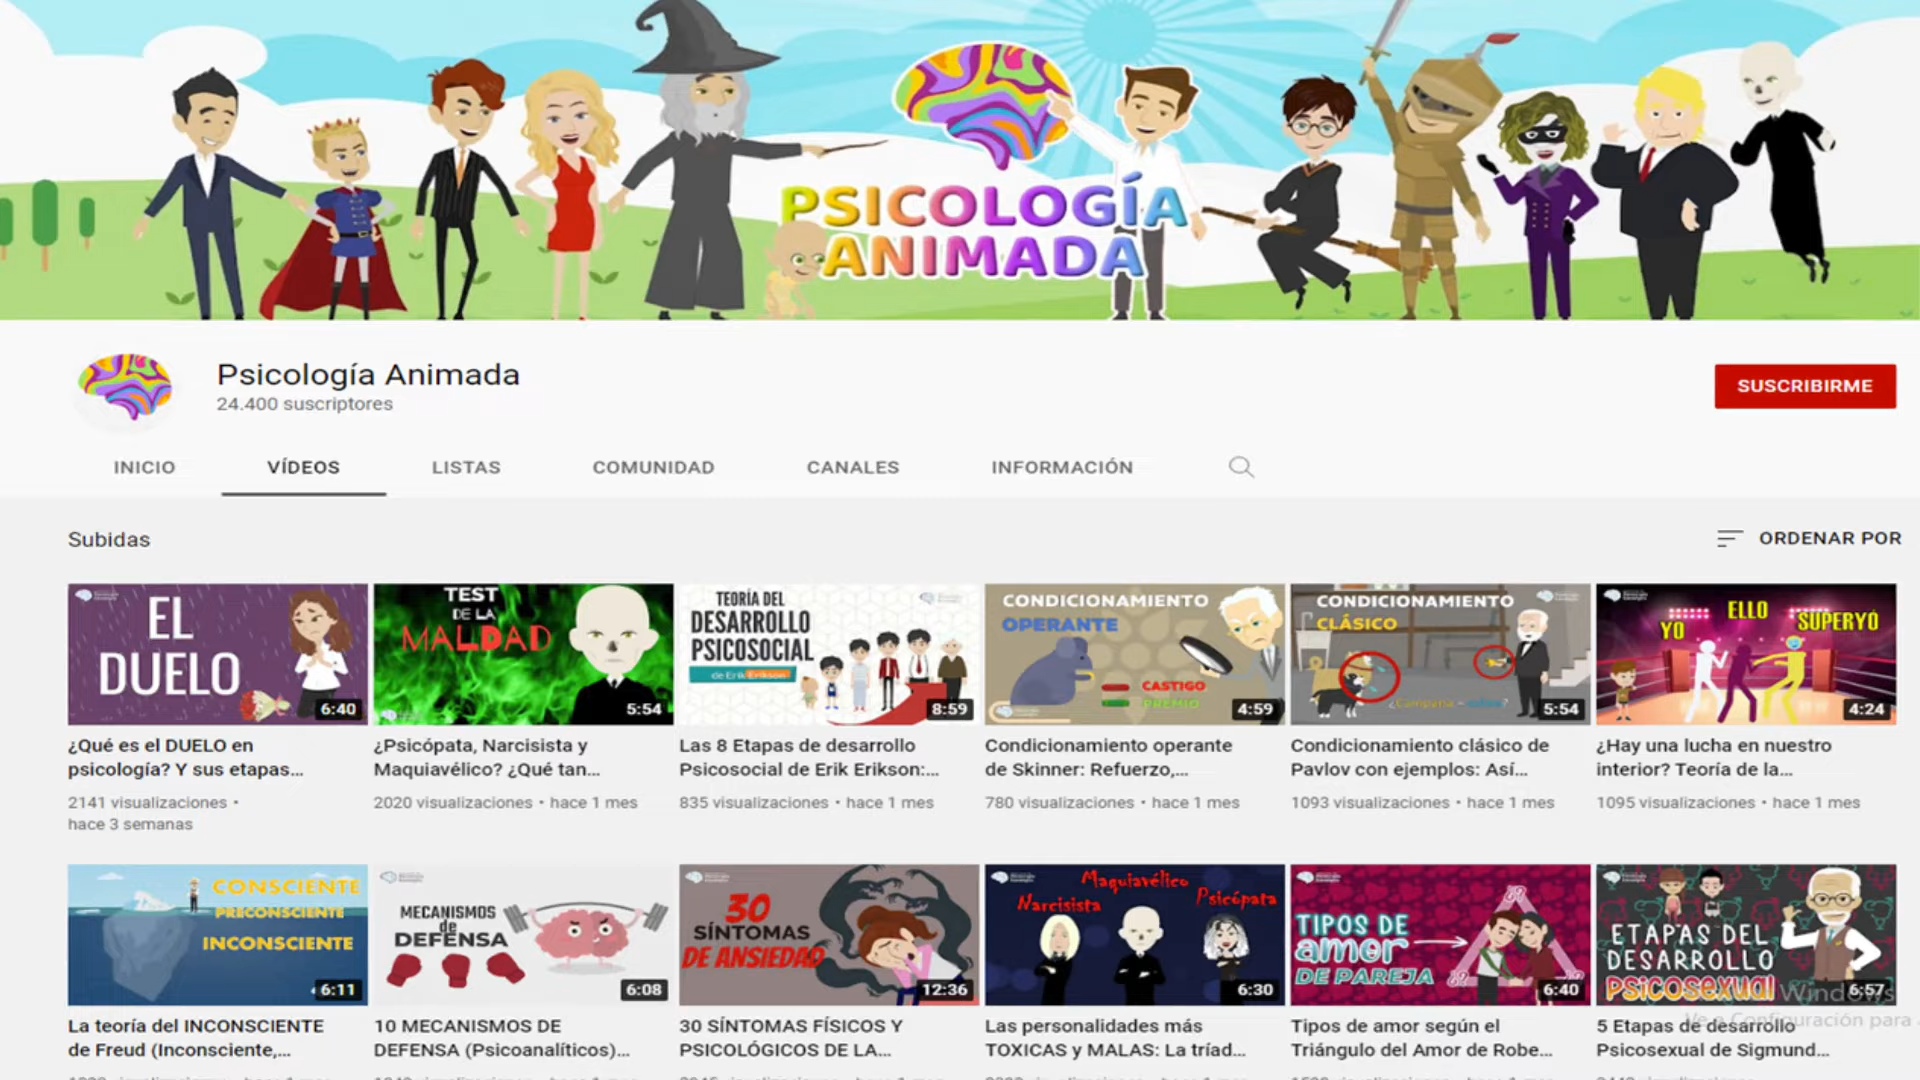 PSICOLOGÍA
ANIMADA
Psicología Animada
24.400 suscriptores
SUSCRIBIRME
INICIO
VÍDEOS
LISTAS
COMUNIDAD
CANALES
INFORMACIÓN
Subidas
ORDENAR POR
EL
DUELO
6:40
TEST
DE LA
MALDAD
5:54
TEORÍA DEL
DESARROLLO
PSICOSOCIAL
de Erik Erikson
8:59
CONDICIONAMIENTO
OPERANTE
CASTIGO
PREMIO
4:59
CONDICIONAMIENTO
CLÁSICO
5:54
YO
ELLO
SUPERYÓ
4:24
¿Qué es el DUELO en
psicología? Y sus etapas...
2141 visualizaciones •
hace 3 semanas
¿Psicópata, Narcisista y
Maquiavélico? ¿Qué tan...
2020 visualizaciones • hace 1 mes
Las 8 Etapas de desarrollo
Psicosocial de Erik Erikson:...
835 visualizaciones • hace 1 mes
Condicionamiento operante
de Skinner: Refuerzo,...
780 visualizaciones • hace 1 mes
Condicionamiento clásico de
Pavlov con ejemplos: Así...
1093 visualizaciones • hace 1 mes
¿Hay una lucha en nuestro
interior? Teoría de la...
1095 visualizaciones • hace 1 mes
CONSCIENTE
PRECONSCIENTE
INCONSCIENTE
6:11
MECANISMOS
de
DEFENSA
6:08
30
SÍNTOMAS
DE ANSIEDAD
12:36
Maquiavélico
Narcisista
Psicópata
6:30
TIPOS DE
amor
DE PAREJA
6:40
ETAPAS DEL
DESARROLLO
PSICOSEXUAL
6:57
Windows
Ve a Configuración para
La teoría del INCONSCIENTE
de Freud (Inconsciente,...
10 MECANISMOS DE
DEFENSA (Psicoanalíticos)...
30 SÍNTOMAS FÍSICOS Y
PSICOLÓGICOS DE LA...
Las personalidades más
TOXICAS y MALAS: La tríad...
Tipos de amor según el
Triángulo del Amor de Robe...
5 Etapas de desarrollo
Psicosexual de Sigmund...